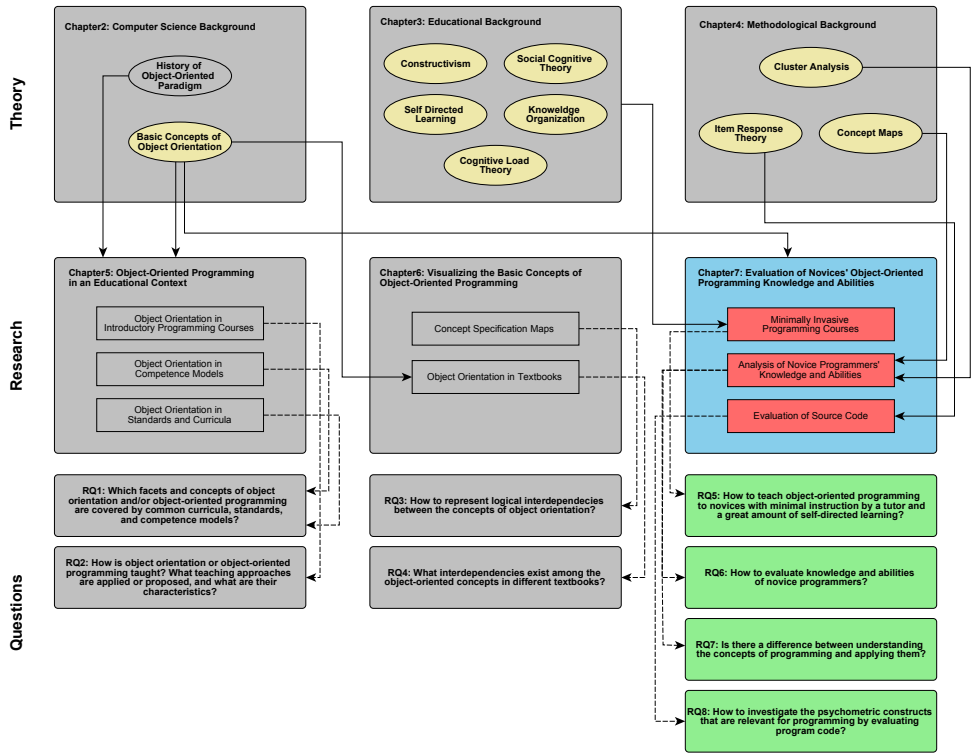 Theory
Chapter2: Computer Science Background
History of
Object-Oriented
Paradigm
Basic Concepts of
Object Orientation
Chapter3: Educational Background
Constructivism
Social Cognitive
Theory
Self Directed
Learning
Knoweldge
Organization
Cognitive Load
Theory
Chapter4: Methodological Background
Cluster Analysis
Item Response
Theory
Concept Maps
Research
Chapter5: Object-Oriented Programming
in an Educational Context
Object Orientation in
Introductory Programming Courses
Object Orientation in
Competence Models
Object Orientation in
Standards and Curricula
Chapter6: Visualizing the Basic Concepts of
Object-Oriented Programming
Concept Specification Maps
Object Orientation in Textbooks
Chapter7: Evaluation of Novices' Object-Oriented
Programming Knowledge and Abilities
Minimally Invasive
Programming Courses
Analysis of Novice Programmers'
Knowledge and Abilities
Evaluation of Source Code
Questions
RQ1: Which facets and concepts of object
orientation and/or object-oriented programming
are covered by common curricula, standards,
and competence models?
RQ2: How is object orientation or object-oriented
programming taught? What teaching approaches
are applied or proposed, and what are their
characteristics?
RQ3: How to represent logical interdependencies
between the concepts of object orientation?
RQ4: What interdependencies exist among the
object-oriented concepts in different textbooks?
RQ5: How to teach object-oriented programming
to novices with minimal instruction by a tutor and
a great amount of self-directed learning?
RQ6: How to evaluate knowledge and abilities
of novice programmers?
RQ7: Is there a difference between understanding
the concepts of programming and applying them?
RQ8: How to investigate the psychometric constructs
that are relevant for programming by evaluating
program code?